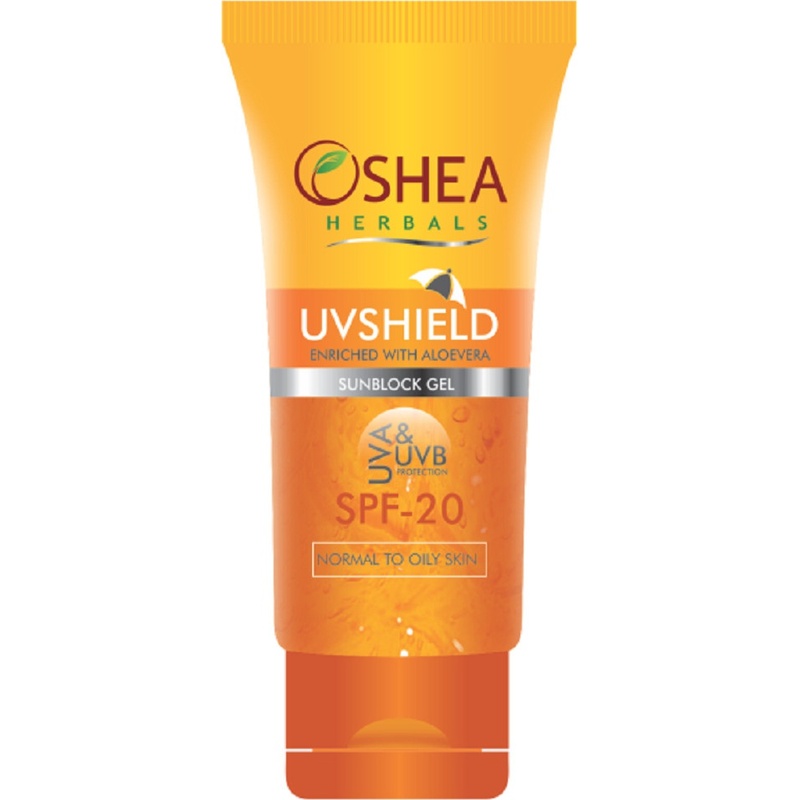 OSHEA
HERBALS
UVSHIELD
ENRICHED WITH ALOEVERA
SUNBLOCK GEL
UVA
&
UVB
PROTECTION
SPF-20
NORMAL TO OILY SKIN